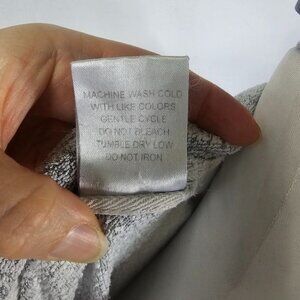 MACHINE WASH COLD
WITH LIKE COLORS
GENTLE CYCLE
DO NOT BLEACH
TUMBLE DRY LOW
DO NOT IRON